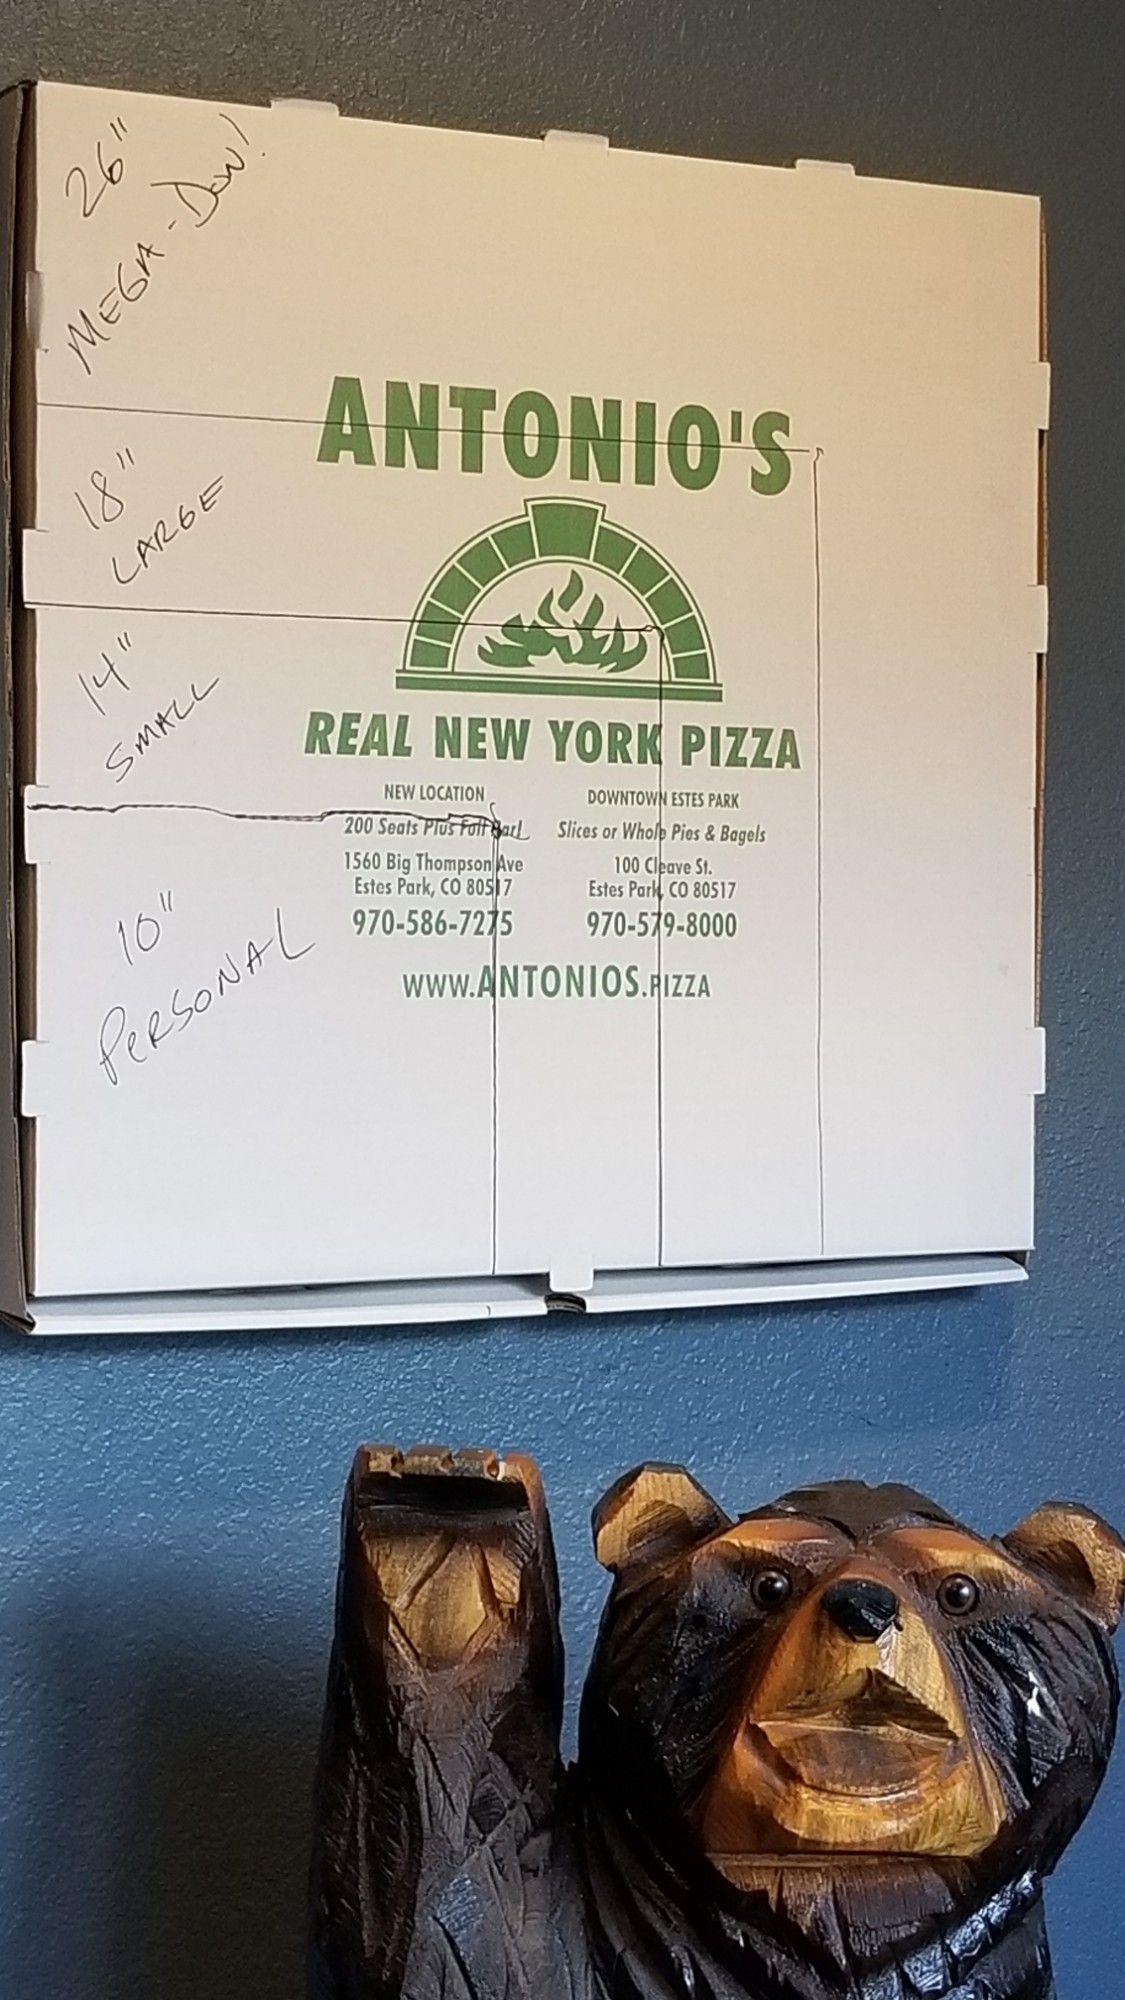 26"
MEGA-DON!
18"
LARGE
14"
SMALL
10"
PERSONAL
ANTONIO'S
REAL NEW YORK PIZZA
NEW LOCATION
200 Seats Plus Full Bar!
1560 Big Thompson Ave
Estes Park, CO 80517
970-586-7275
DOWNTOWN ESTES PARK
Slices or Whole Pies & Bagels
100 Cleave St.
Estes Park, CO 80517
970-579-8000
WWW.ANTONIOS.PIZZA